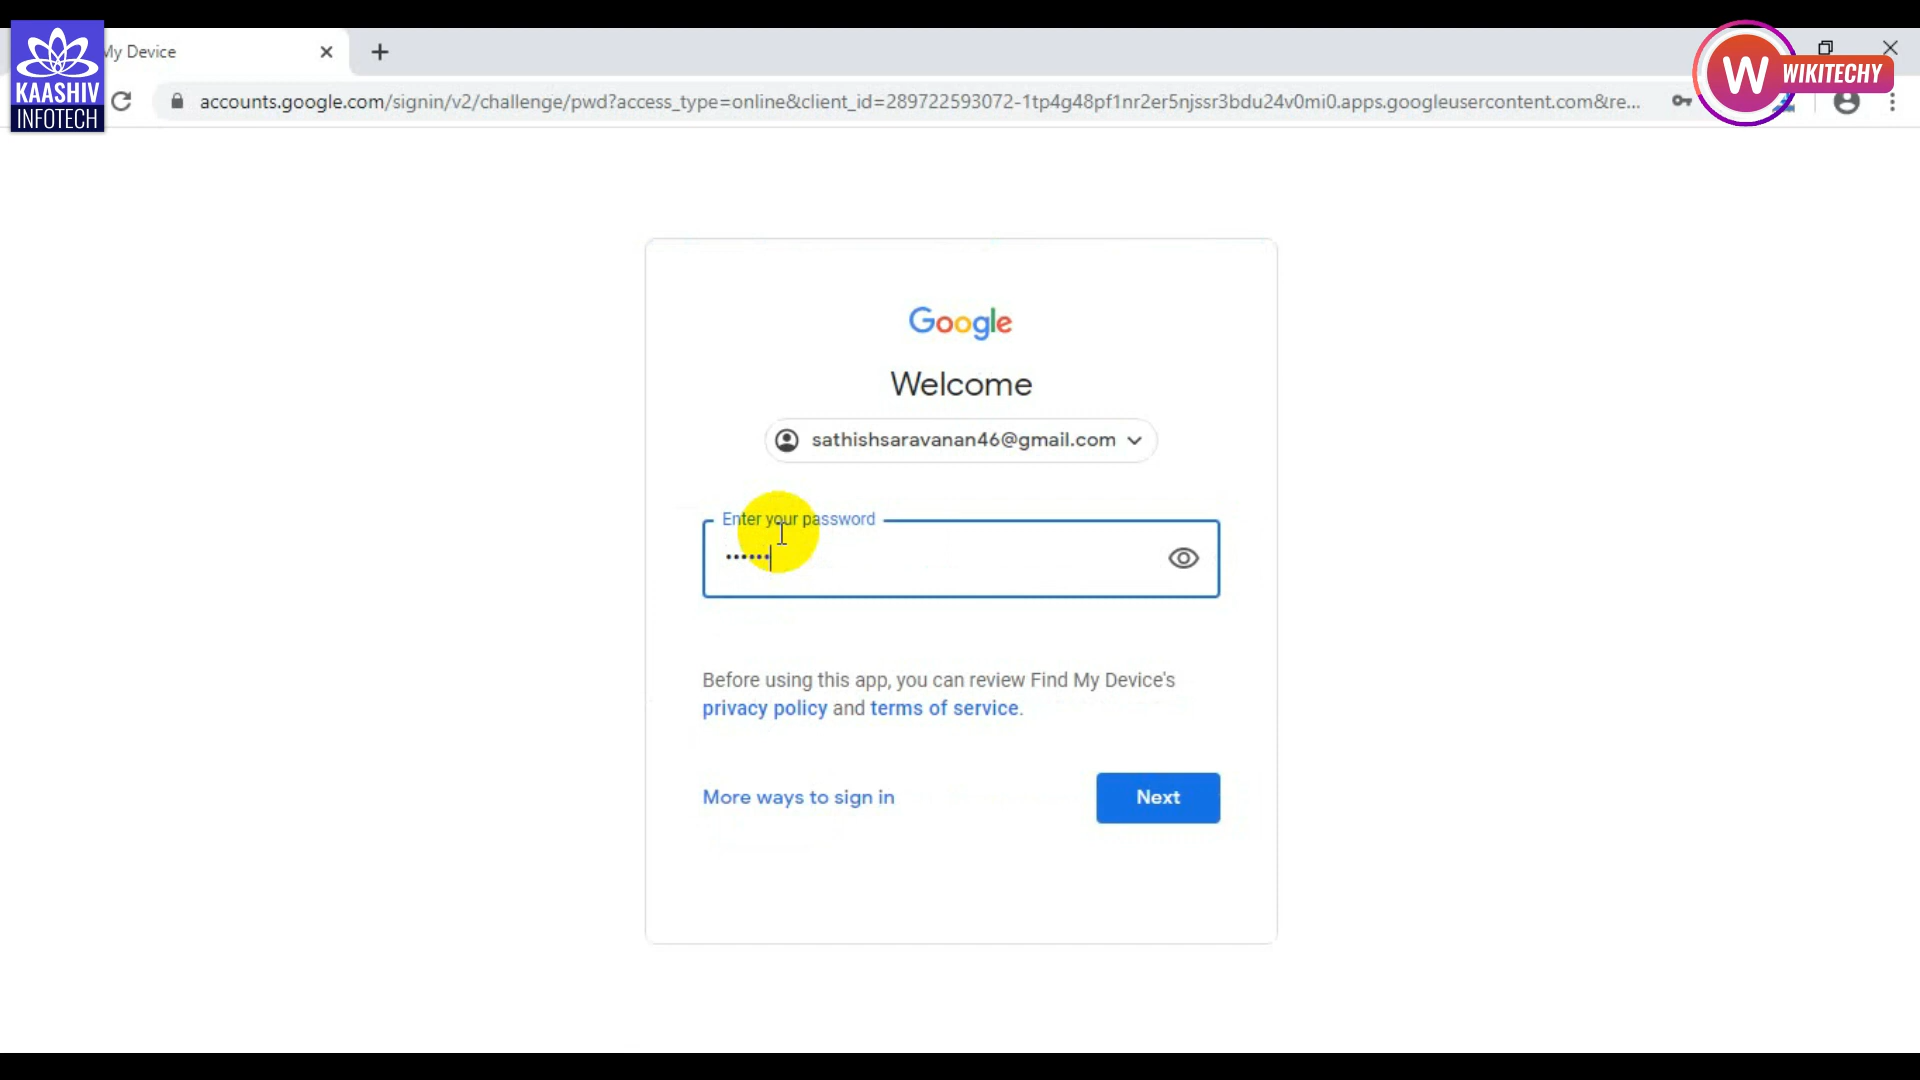 KAASHIV
INFOTECH
My Device
W WIKITECHY
accounts.google.com/signin/v2/challenge/pwd?access_type=online&client_id=289722593072-1tp4g48pf1nr2er5njssr3bdu24v0mi0.apps.googleusercontent.com&re...
Google
Welcome
sathishsaravanan46@gmail.com
Enter your password
••••••
Before using this app, you can review Find My Device's
privacy policy and terms of service.
More ways to sign in
Next